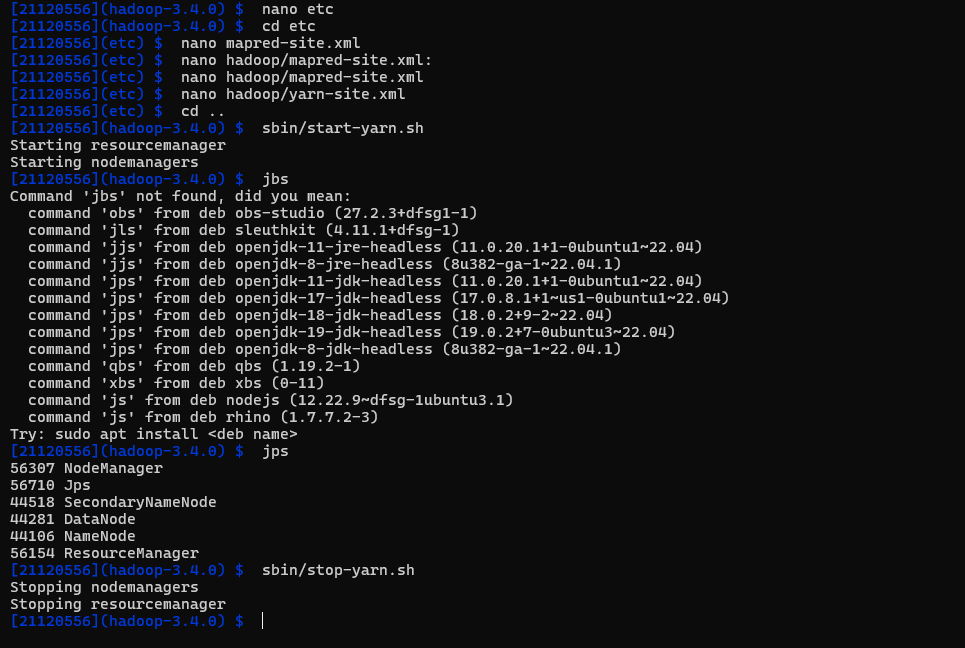 [21120556](hadoop-3.4.0) $  nano etc
[21120556](hadoop-3.4.0) $  cd etc
[21120556](etc) $  nano mapred-site.xml
[21120556](etc) $  nano hadoop/mapred-site.xml:
[21120556](etc) $  nano hadoop/mapred-site.xml
[21120556](etc) $  nano hadoop/yarn-site.xml
[21120556](etc) $  cd ..
[21120556](hadoop-3.4.0) $  sbin/start-yarn.sh
Starting resourcemanager
Starting nodemanagers
[21120556](hadoop-3.4.0) $  jbs
Command 'jbs' not found, did you mean:
  command 'obs' from deb obs-studio (27.2.3+dfsg1-1)
  command 'jls' from deb sleuthkit (4.11.1+dfsg-1)
  command 'jjs' from deb openjdk-11-jre-headless (11.0.20.1+1-0ubuntu1~22.04)
  command 'jjs' from deb openjdk-8-jre-headless (8u382-ga-1~22.04.1)
  command 'jps' from deb openjdk-11-jdk-headless (11.0.20.1+1-0ubuntu1~22.04)
  command 'jps' from deb openjdk-17-jdk-headless (17.0.8.1+1~us1-0ubuntu1~22.04)
  command 'jps' from deb openjdk-18-jdk-headless (18.0.2+9-2~22.04)
  command 'jps' from deb openjdk-19-jdk-headless (19.0.2+7-0ubuntu3~22.04)
  command 'jps' from deb openjdk-8-jdk-headless (8u382-ga-1~22.04.1)
  command 'qbs' from deb qbs (1.19.2-1)
  command 'xbs' from deb xbs (0-11)
  command 'js' from deb nodejs (12.22.9~dfsg-1ubuntu3.1)
  command 'js' from deb rhino (1.7.7.2-3)
Try: sudo apt install <deb name>
[21120556](hadoop-3.4.0) $  jps
56307 NodeManager
56710 Jps
44518 SecondaryNameNode
44281 DataNode
44106 NameNode
56154 ResourceManager
[21120556](hadoop-3.4.0) $  sbin/stop-yarn.sh
Stopping nodemanagers
Stopping resourcemanager
[21120556](hadoop-3.4.0) $